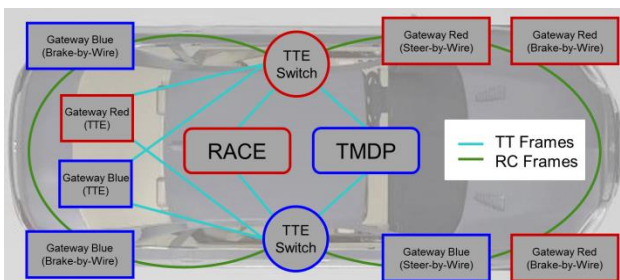 Gateway Blue
(Brake-by-Wire)
TTE
Switch
Gateway Red
(Steer-by-Wire)
Gateway Red
(Brake-by-Wire)
Gateway Red
(TTE)
RACE
TMDP
TT Frames
RC Frames
Gateway Blue
(TTE)
Gateway Blue
(Brake-by-Wire)
TTE
Switch
Gateway Blue
(Steer-by-Wire)
Gateway Red
(Brake-by-Wire)